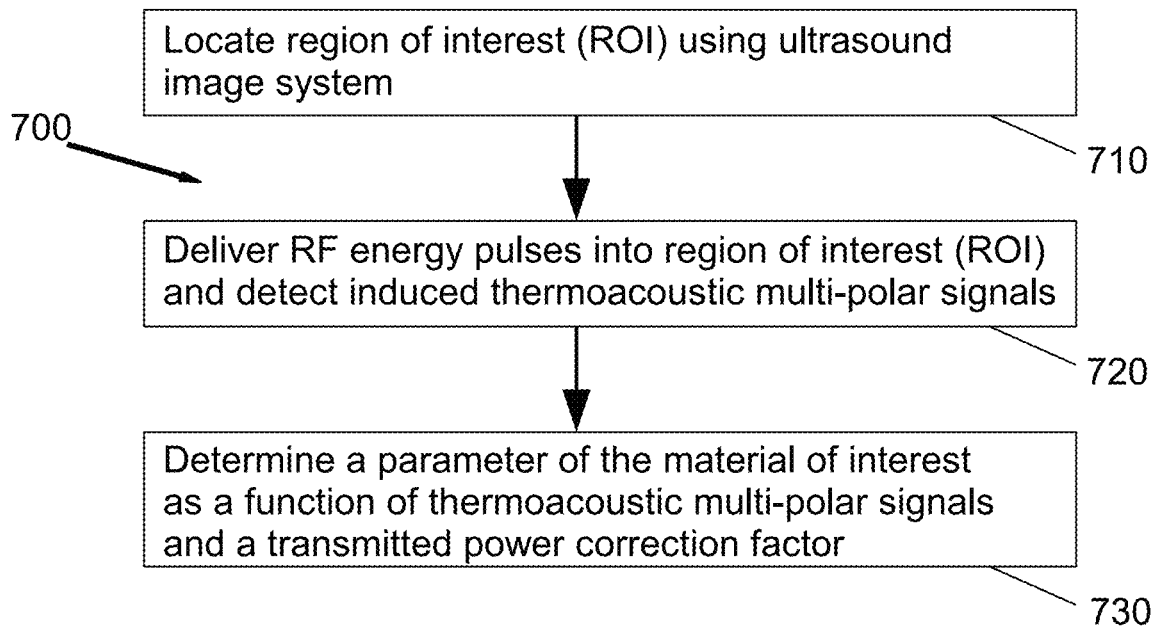 Locate region of interest (ROI) using ultrasound
image system
700
710
Deliver RF energy pulses into region of interest (ROI)
and detect induced thermoacoustic multi-polar signals
720
Determine a parameter of the material of interest
as a function of thermoacoustic multi-polar signals
and a transmitted power correction factor
730